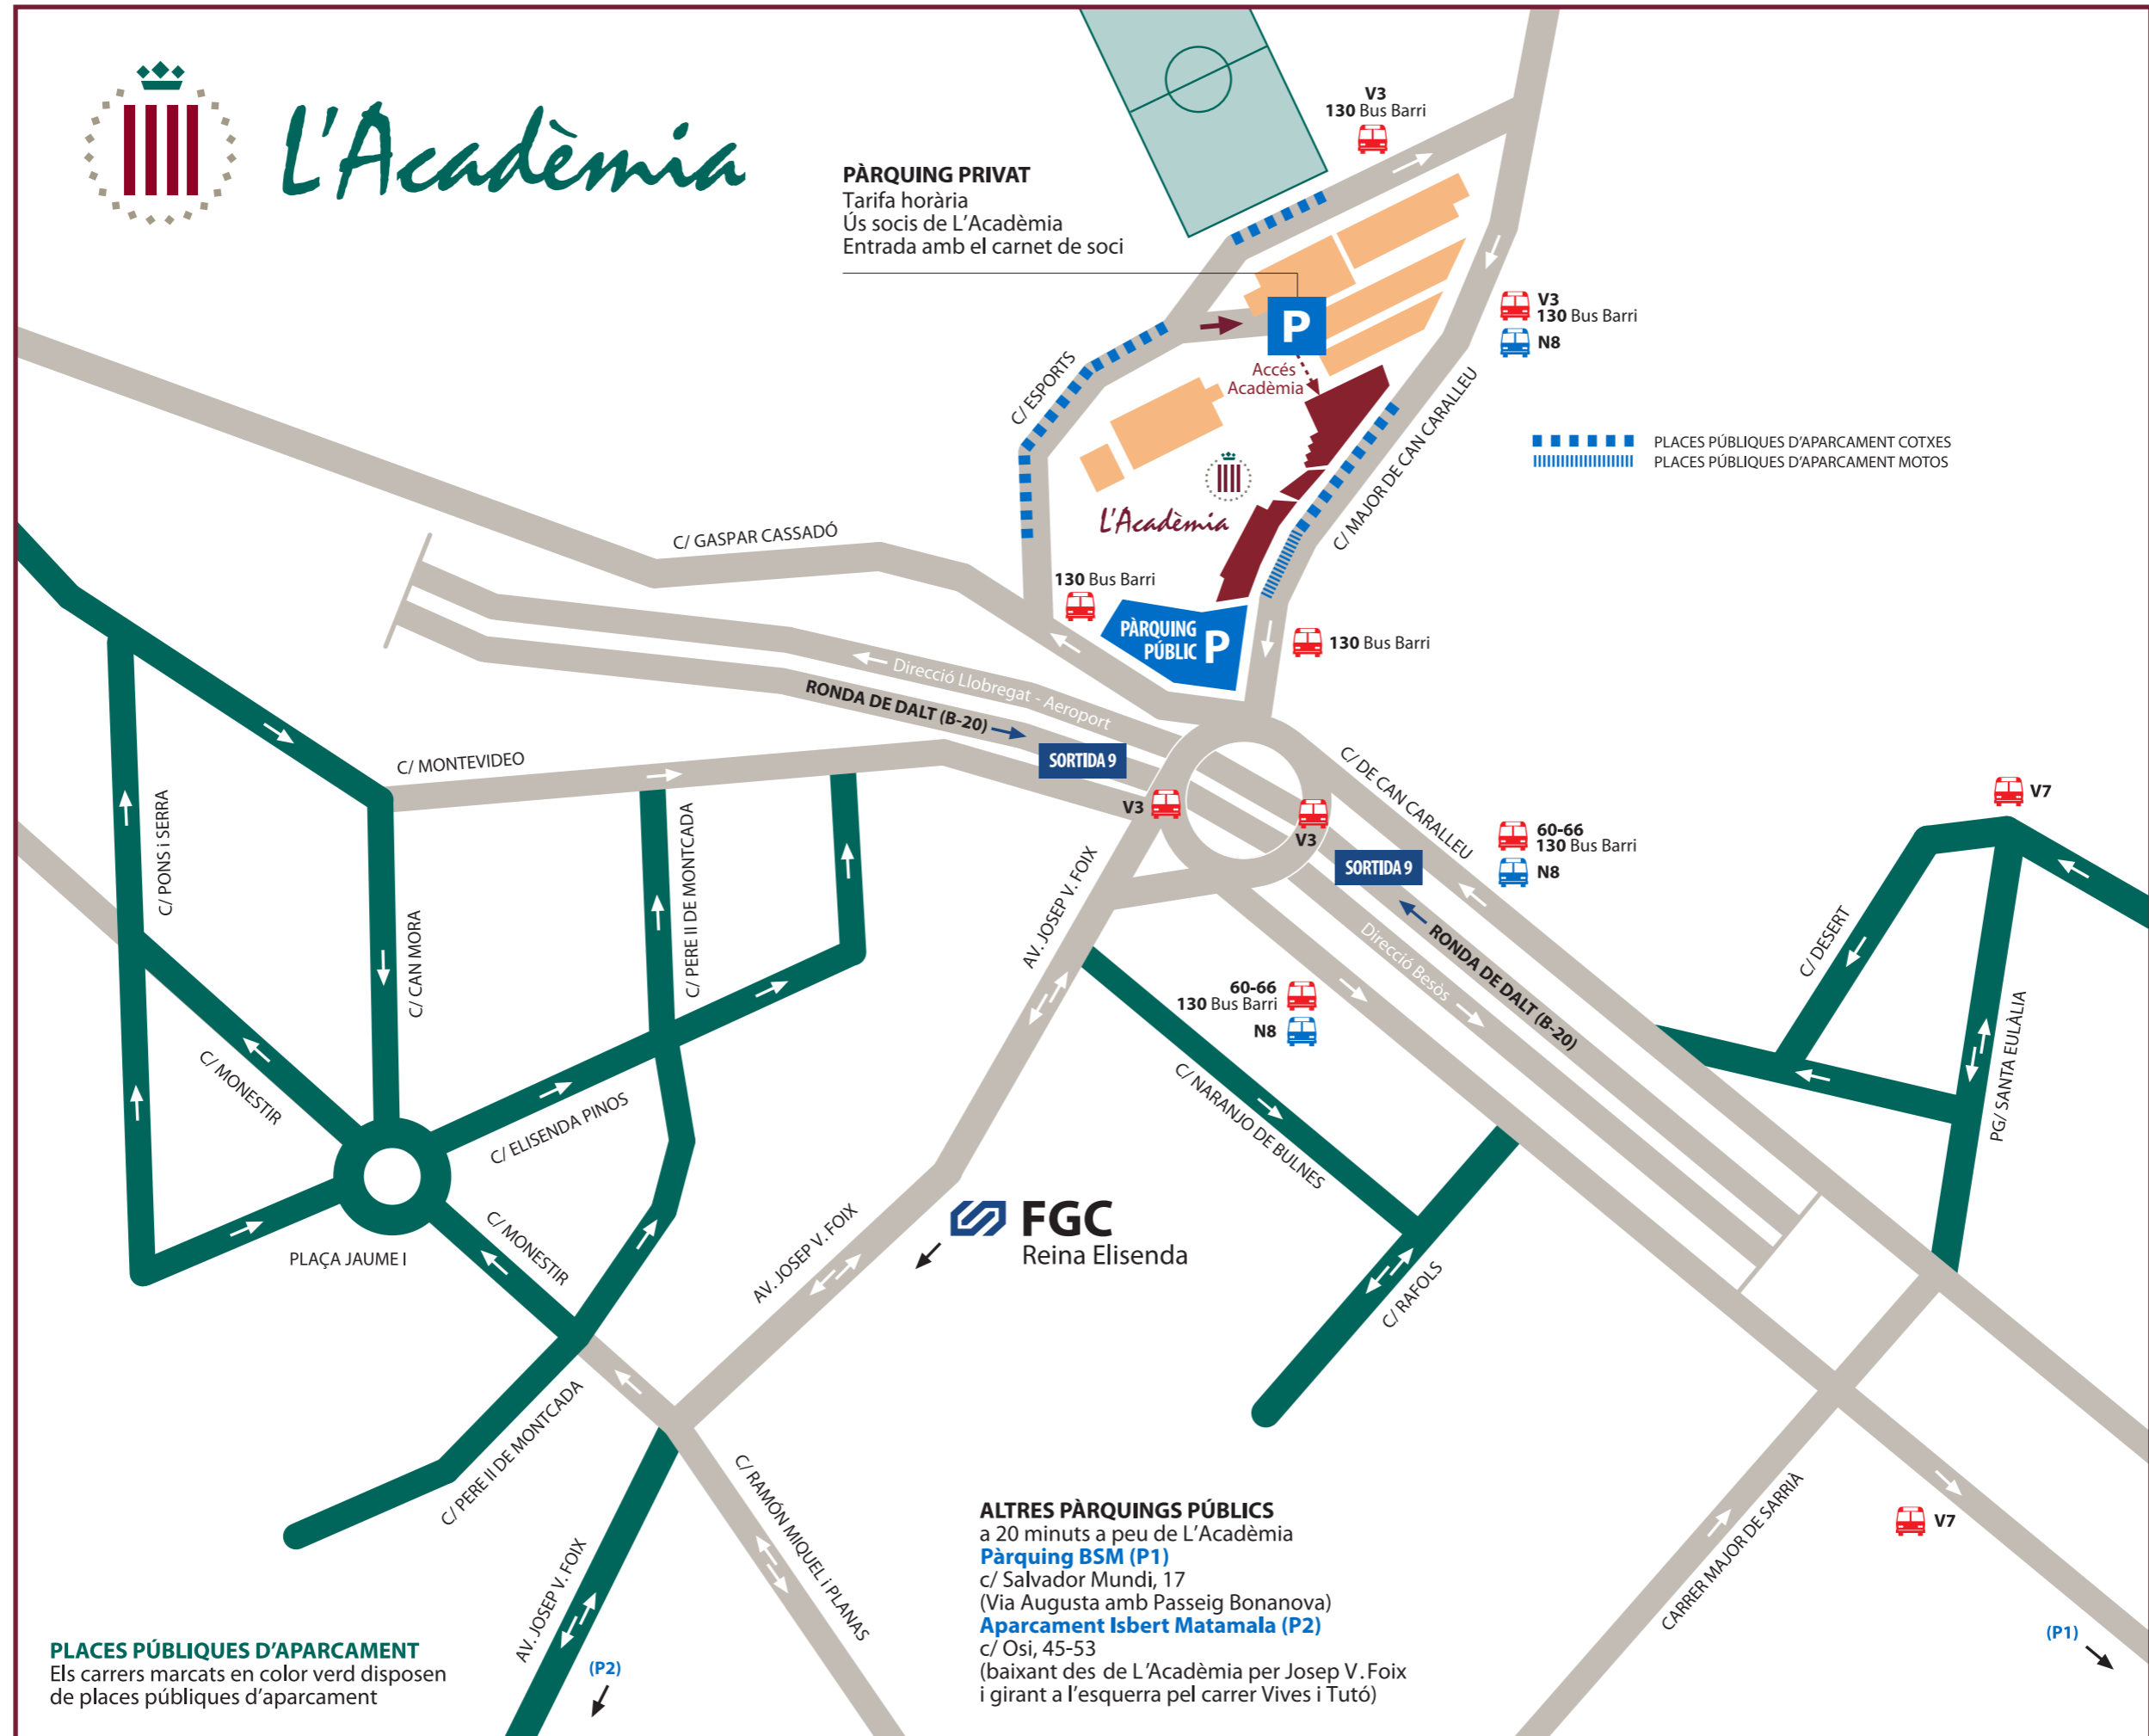 L'Acadèmia
V3
130 Bus Barri
PÀRQUING PRIVAT
Tarifa horària
Ús socis de L'Acadèmia
Entrada amb el carnet de soci
P
Accés
Acadèmia
C/ ESPORTS
V3
130 Bus Barri
N8
C/ MAJOR DE CAN CARALLEU
PLACES PÚBLIQUES D'APARCAMENT COTXES
PLACES PÚBLIQUES D'APARCAMENT MOTOS
L'Acadèmia
C/ GASPAR CASSADÓ
130 Bus Barri
PÀRQUING
PÚBLIC
P
130 Bus Barri
Direcció Llobregat - Aeroport
RONDA DE DALT (B-20)
SORTIDA 9
C/ MONTEVIDEO
C/ DE CAN CARALLEU
V3
V3
SORTIDA 9
60-66
130 Bus Barri
N8
V7
C/ PONS i SERRA
C/ PERE II DE MONTCADA
C/ CAN MORA
AV. JOSEP V. FOIX
C/ DESERT
Direcció Besòs
RONDA DE DALT (B-20)
60-66
130 Bus Barri
N8
PG/ SANTA EULÀLIA
C/ MONESTIR
C/ ELISENDA PINOS
C/ NARANJO DE BULNES
FGC
Reina Elisenda
PLAÇA JAUME I
C/ MONESTIR
AV. JOSEP V. FOIX
C/ RAFOLS
C/ PERE II DE MONTCADA
C/ RAMÓN MIQUEL i PLANAS
AV. JOSEP V. FOIX
ALTRES PÀRQUINGS PÚBLICS
a 20 minuts a peu de L'Acadèmia
Pàrquing BSM (P1)
c/ Salvador Mundi, 17
(Via Augusta amb Passeig Bonanova)
Aparcament Isbert Matamala (P2)
c/ Osi, 45-53
(baixant des de L'Acadèmia per Josep V. Foix
i girant a l'esquerra pel carrer Vives i Tutó)
CARRER MAJOR DE SARRIÀ
V7
(P1)
(P2)
PLACES PÚBLIQUES D'APARCAMENT
Els carrers marcats en color verd disposen
de places públiques d'aparcament